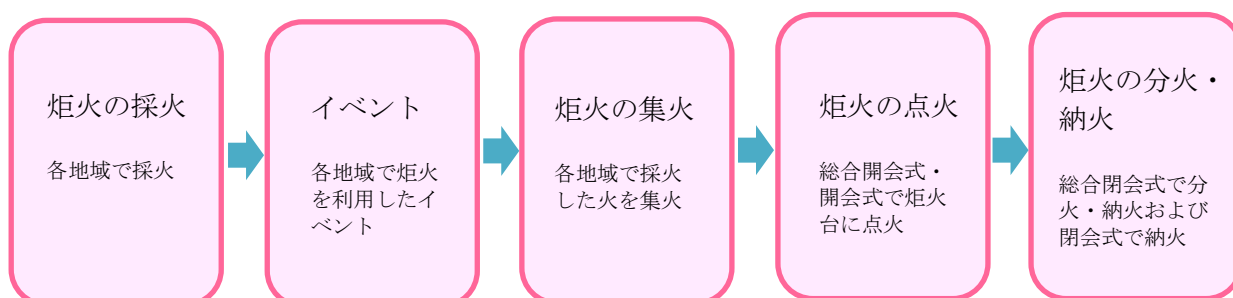 炬火の採火
各地域で採火
イベント
各地域で炬火
を利用したイ
ベント
炬火の集火
各地域で採火
した火を集火
炬火の点火
総合開会式・
開会式で炬火
台に点火
炬火の分火・
納火
総合閉会式で分
火・納火および
閉会式で納火